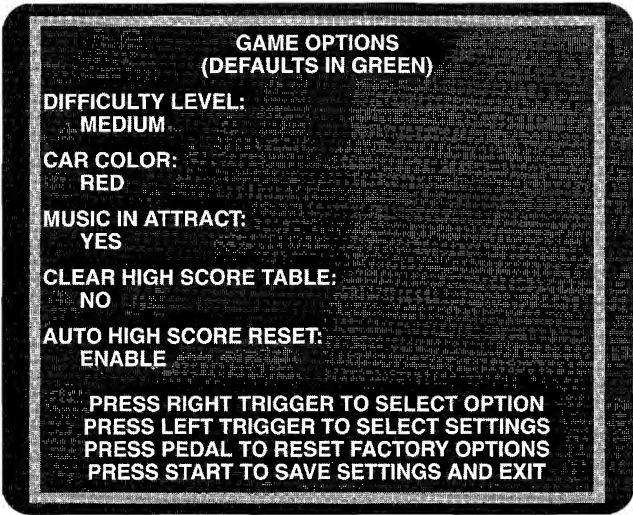 GAME OPTIONS
(DEFAULTS IN GREEN)
DIFFICULTY LEVEL:
MEDIUM
CAR COLOR:
RED
MUSIC IN ATTRACT:
YES
CLEAR HIGH SCORE TABLE:
NO
AUTO HIGH SCORE RESET:
ENABLE
PRESS RIGHT TRIGGER TO SELECT OPTION
PRESS LEFT TRIGGER TO SELECT SETTINGS
PRESS PEDAL TO RESET FACTORY OPTIONS
PRESS START TO SAVE SETTINGS AND EXIT